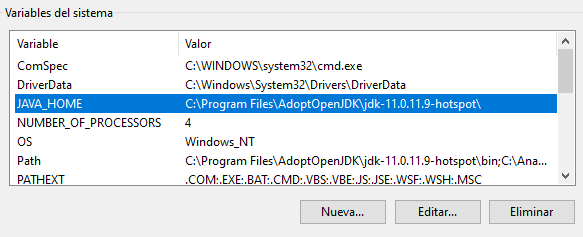 Variables del sistema
Variable Valor
ComSpec C:\WINDOWS\system32\cmd.exe
DriverData C:\Windows\System32\Drivers\DriverData
JAVA_HOME C:\Program Files\AdoptOpenJDK\jdk-11.0.11.9-hotspot\
NUMBER_OF_PROCESSORS 4
OS Windows_NT
Path C:\Program Files\AdoptOpenJDK\jdk-11.0.11.9-hotspot\bin;C:\Ana...
PATHEXT .COM;.EXE;.BAT;.CMD;.VBS;.VBE;.JS;.JSE;.WSF;.WSH;.MSC
Nueva... Editar... Eliminar